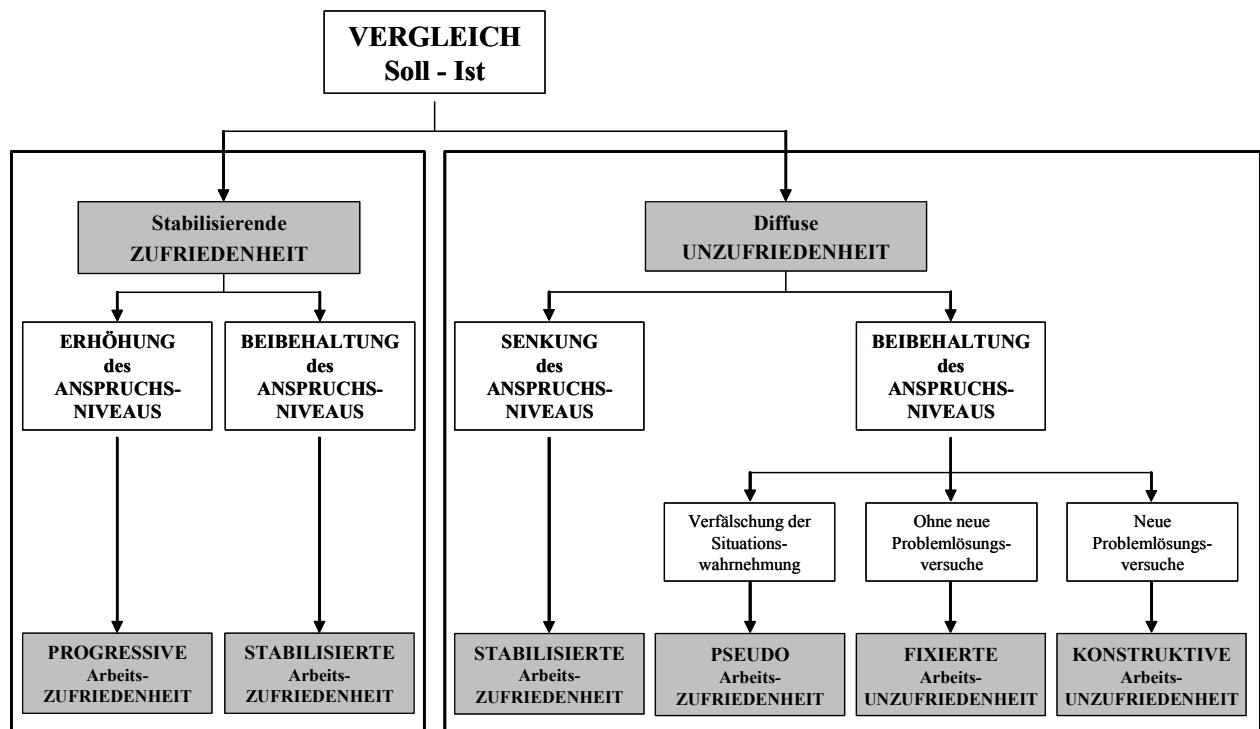 VERGLEICH
Soll - Ist
Stabilisierende
ZUFRIEDENHEIT
Diffuse
UNZUFRIEDENHEIT
ERHÖHUNG
des
ANSPRUCHS-
NIVEAUS
BEIBEHALTUNG
des
ANSPRUCHS-
NIVEAUS
SENKUNG
des
ANSPRUCHS-
NIVEAUS
BEIBEHALTUNG
des
ANSPRUCHS-
NIVEAUS
Verfälschung der
Situations-
wahrnehmung
Ohne neue
Problemlösungs-
versuche
Neue
Problemlösungs-
versuche
PROGRESSIVE
Arbeits-
ZUFRIEDENHEIT
STABILISIERTE
Arbeits-
ZUFRIEDENHEIT
STABILISIERTE
Arbeits-
ZUFRIEDENHEIT
PSEUDO
Arbeits-
ZUFRIEDENHEIT
FIXIERTE
Arbeits-
UNZUFRIEDENHEIT
KONSTRUKTIVE
Arbeits-
UNZUFRIEDENHEIT